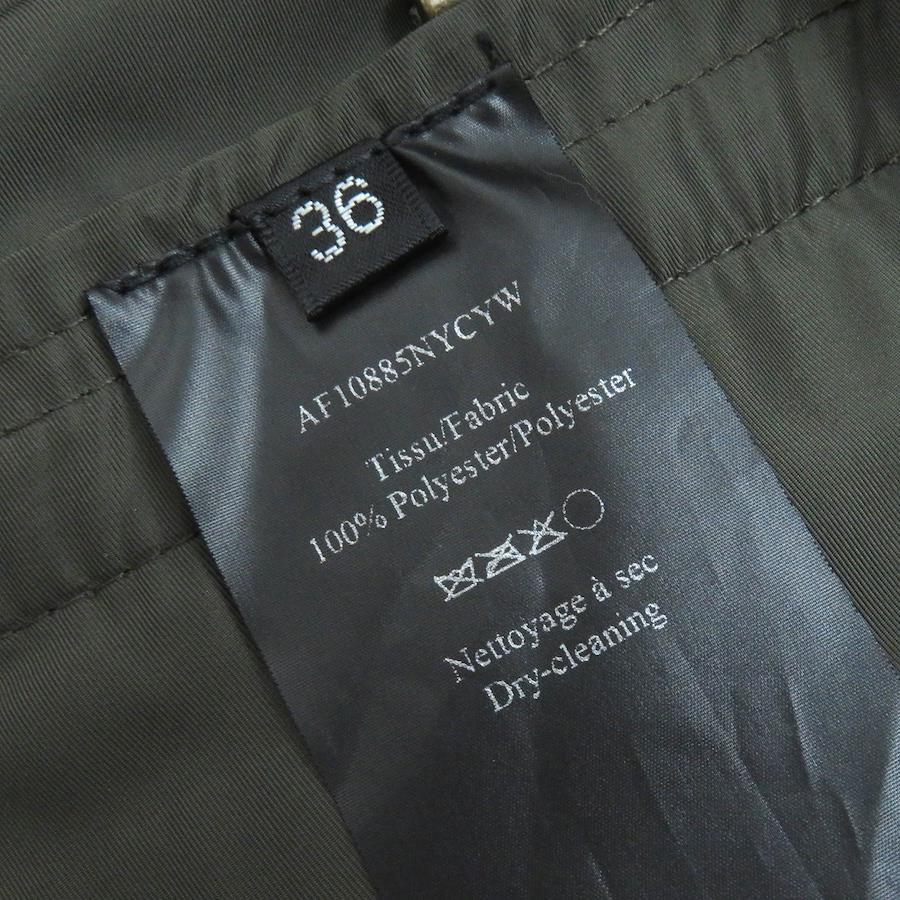 36
AF10885NYCYW
Tissu/Fabric
100% Polyester/Polyester
Nettoyage à sec
Dry-cleaning